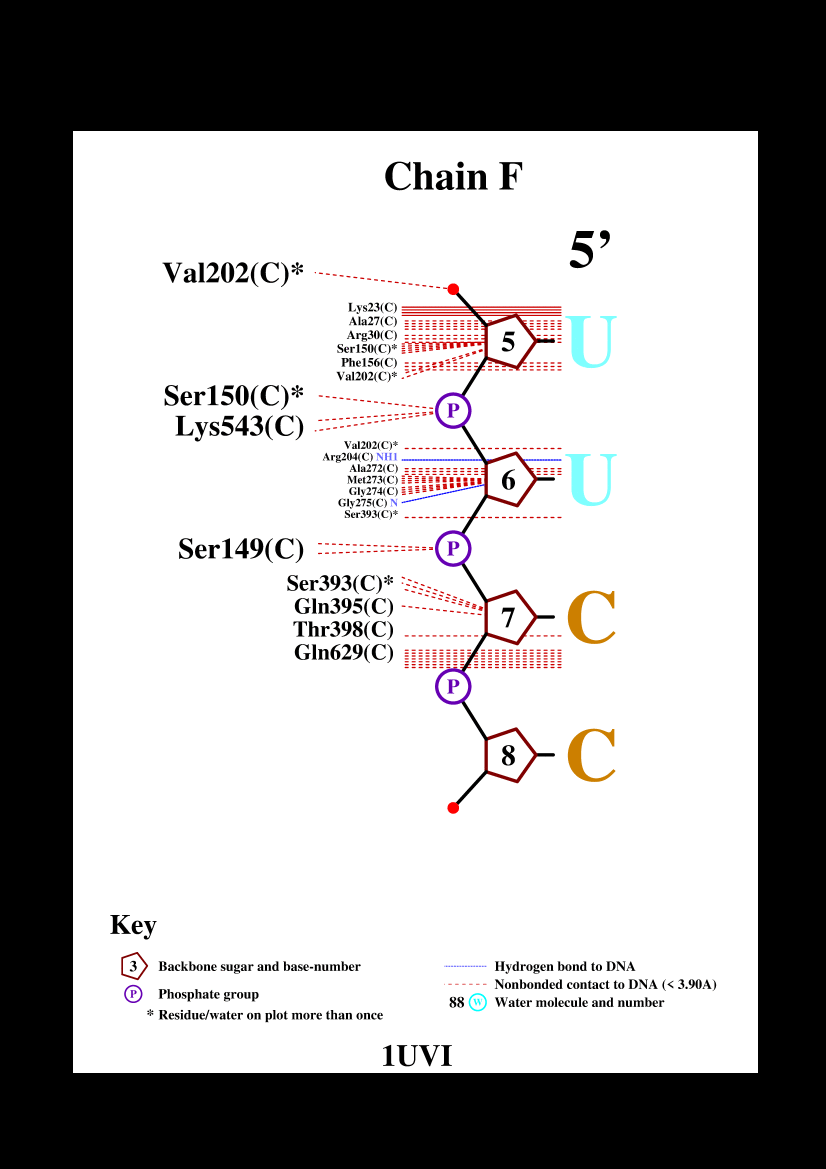 Chain F
5’
Val202(C)*
Lys23(C)
Ala27(C)
Arg30(C)
Ser150(C)*
Phe156(C)
Val202(C)*
5
U
Ser150(C)*
Lys543(C)
P
Val202(C)*
Arg204(C) NH1
Ala272(C)
Met273(C)
Gly274(C)
Gly275(C) N
Ser393(C)*
6
U
Ser149(C)
P
Ser393(C)*
Gln395(C)
Thr398(C)
Gln629(C)
7
C
P
8
C
Key
3 Backbone sugar and base-number
P Phosphate group
* Residue/water on plot more than once
Hydrogen bond to DNA
Nonbonded contact to DNA (< 3.90A)
88 W Water molecule and number
1UVI